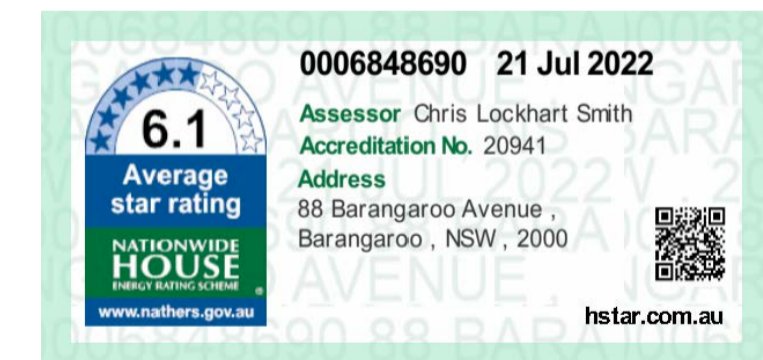 0006848690 21 Jul 2022
6.1
Average
star rating
NATIONWIDE
HOUSE
ENERGY RATING SCHEME ®
www.nathers.gov.au
Assessor Chris Lockhart Smith
Accreditation No. 20941
Address
88 Barangaroo Avenue ,
Barangaroo , NSW , 2000
hstar.com.au